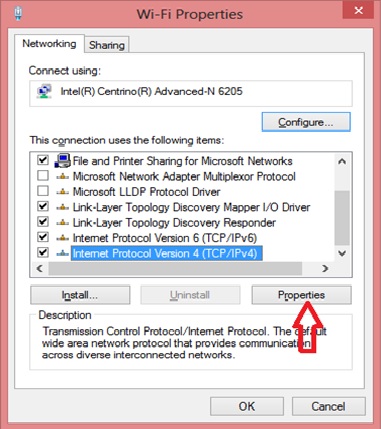 Wi-Fi Properties
Networking
Sharing
Connect using:
Intel(R) Centrino(R) Advanced-N 6205
Configure...
This connection uses the following items:
File and Printer Sharing for Microsoft Networks
Microsoft Network Adapter Multiplexor Protocol
Microsoft LLDP Protocol Driver
Link-Layer Topology Discovery Mapper I/O Driver
Link-Layer Topology Discovery Responder
Internet Protocol Version 6 (TCP/IPv6)
Internet Protocol Version 4 (TCP/IPv4)
Install...
Uninstall
Properties
Description
Transmission Control Protocol/Internet Protocol. The default
wide area network protocol that provides communication
across diverse interconnected networks.
OK
Cancel